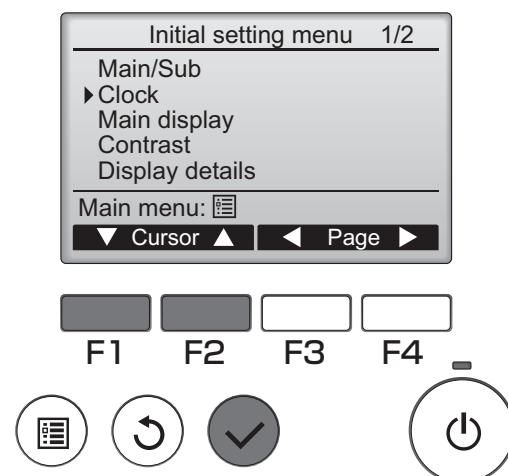 Initial setting menu 1/2
Main/Sub
Clock
Main display
Contrast
Display details
Main menu:
▼ Cursor ▲ ◀ Page ▶
F1 F2 F3 F4